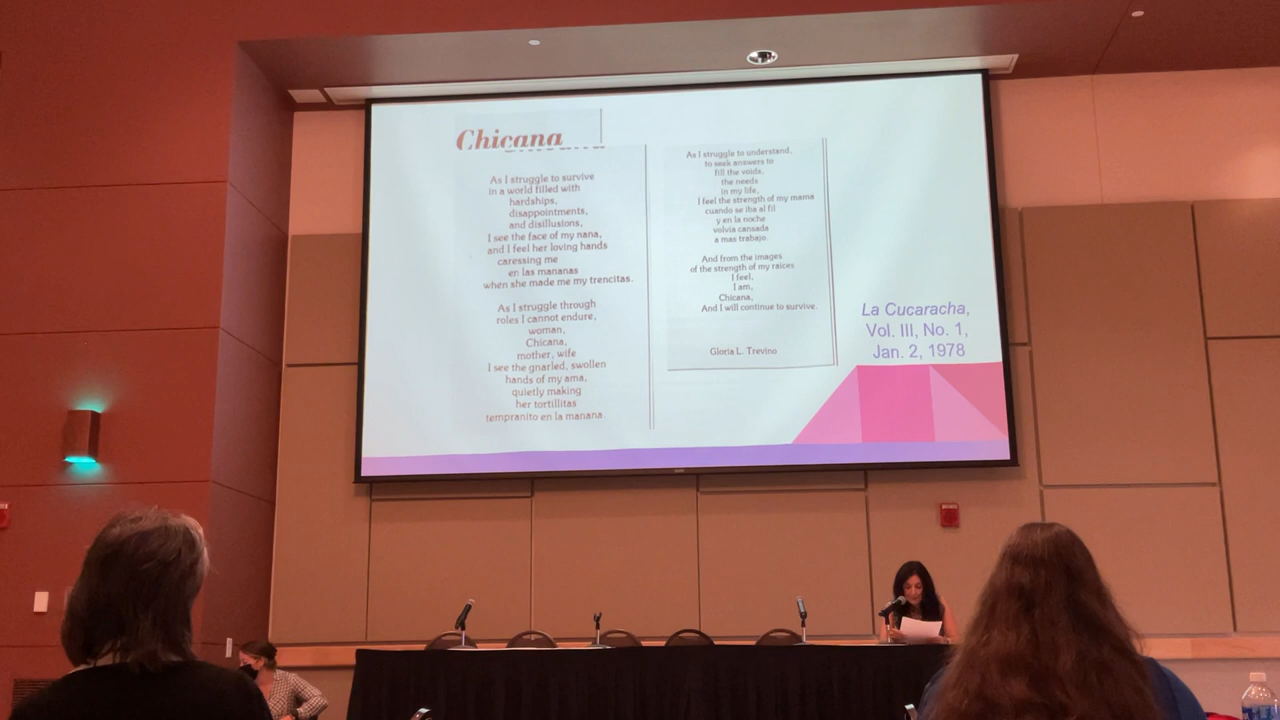 Chicana
As I struggle to survive
in a world filled with
hardships,
disappointments,
and disillusions,
I see the face of my nana,
and I feel her loving hands
caressing me
en las mananas
when she made me my trencitas.
As I struggle through
roles I cannot endure,
woman,
Chicana,
mother, wife
I see the gnarled, swollen
hands of my ama,
quietly making
her tortillitas
tempranito en la manana.
As I struggle to understand,
to seek answers to
fill the voids,
the needs
in my life,
I feel the strength of my mama
cuando se iba al fil
y en la noche
volvia cansada
a mas trabajo.
And from the images
of the strength of my raices
I feel,
I am,
Chicana,
And I will continue to survive.
Gloria L. Trevino
La Cucaracha,
Vol. III, No. 1,
Jan. 2, 1978